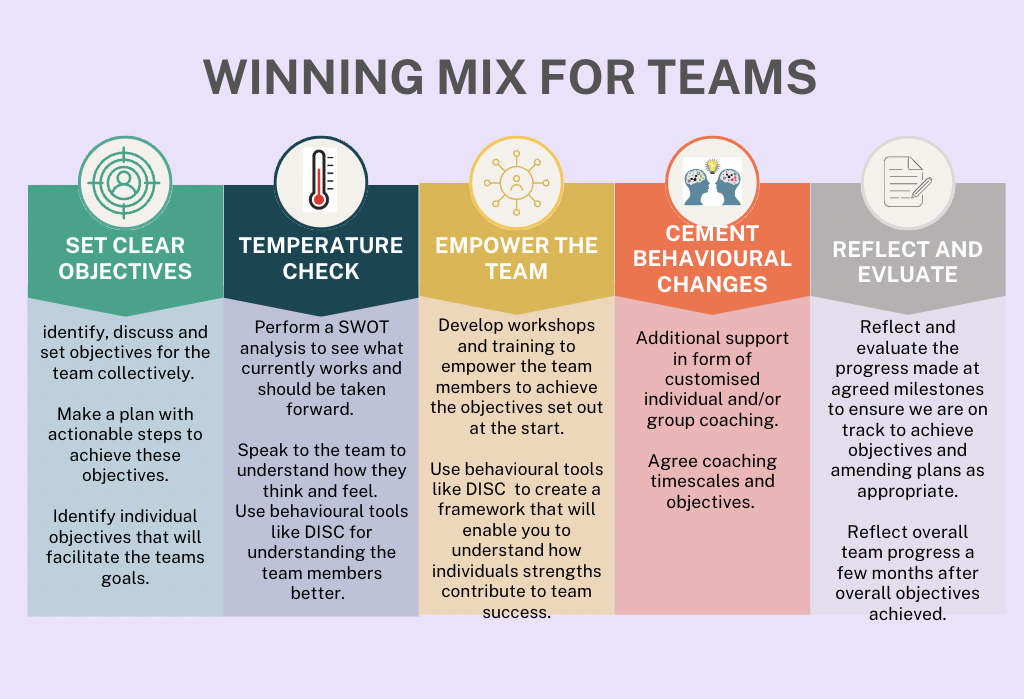 WINNING MIX FOR TEAMS
SET CLEAR
OBJECTIVES
identify, discuss and
set objectives for the
team collectively.
Make a plan with
actionable steps to
achieve these
objectives.
Identify individual
objectives that will
facilitate the teams
goals.
TEMPERATURE
CHECK
Perform a SWOT
analysis to see what
currently works and
should be taken
forward.
Speak to the team to
understand how they
think and feel.
Use behavioural tools
like DISC for
understanding the
team members
better.
EMPOWER THE
TEAM
Develop workshops
and training to
empower the team
members to achieve
the objectives set out
at the start.
Use behavioural tools
like DISC  to create a
framework that will
enable you to
understand how
individuals strengths
contribute to team
success.
CEMENT
BEHAVIOURAL
CHANGES
Additional support
in form of
customised
individual and/or
group coaching.
Agree coaching
timescales and
objectives.
REFLECT AND
EVLUATE
Reflect and
evaluate the
progress made at
agreed milestones
to ensure we are on
track to achieve
objectives and
amending plans as
appropriate.
Reflect overall
team progress a
few months after
overall objectives
achieved.